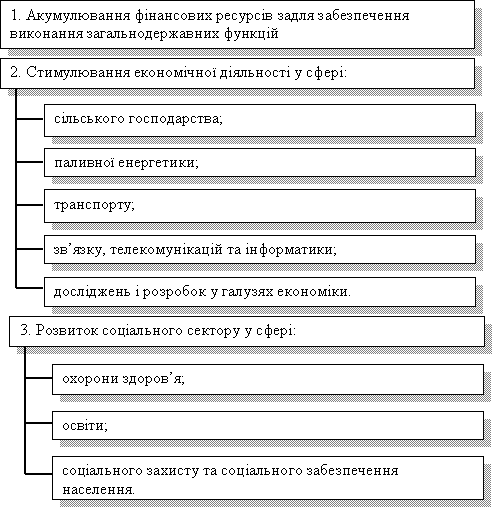 1. Акумулювання фінансових ресурсів задля забезпечення
виконання загальнодержавних функцій
2. Стимулювання економічної діяльності у сфері:
сільського господарства;
паливної енергетики;
транспорту;
зв’язку, телекомунікацій та інформатики;
досліджень і розробок у галузях економіки.
3. Розвиток соціального сектору у сфері:
охорони здоров’я;
освіти;
соціального захисту та соціального забезпечення
населення.